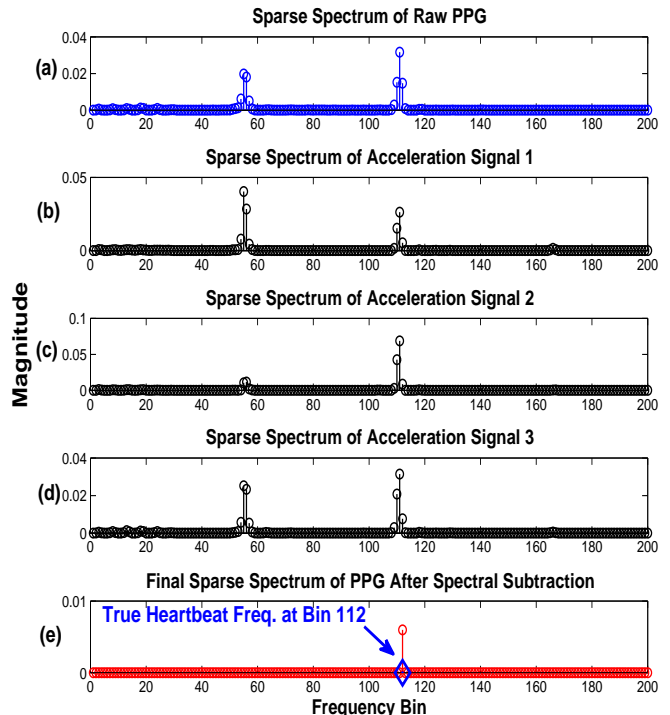 Sparse Spectrum of Raw PPG
(a)
0.04
0.02
0
0 20 40 60 80 100 120 140 160 180 200
Sparse Spectrum of Acceleration Signal 1
(b)
0.05
0
0 20 40 60 80 100 120 140 160 180 200
Sparse Spectrum of Acceleration Signal 2
(c)
0.1
0.05
0
0 20 40 60 80 100 120 140 160 180 200
Magnitude
Sparse Spectrum of Acceleration Signal 3
(d)
0.04
0.02
0
0 20 40 60 80 100 120 140 160 180 200
Final Sparse Spectrum of PPG After Spectral Subtraction
(e)
0.01
0
True Heartbeat Freq. at Bin 112
0 20 40 60 80 100 120 140 160 180 200
Frequency Bin